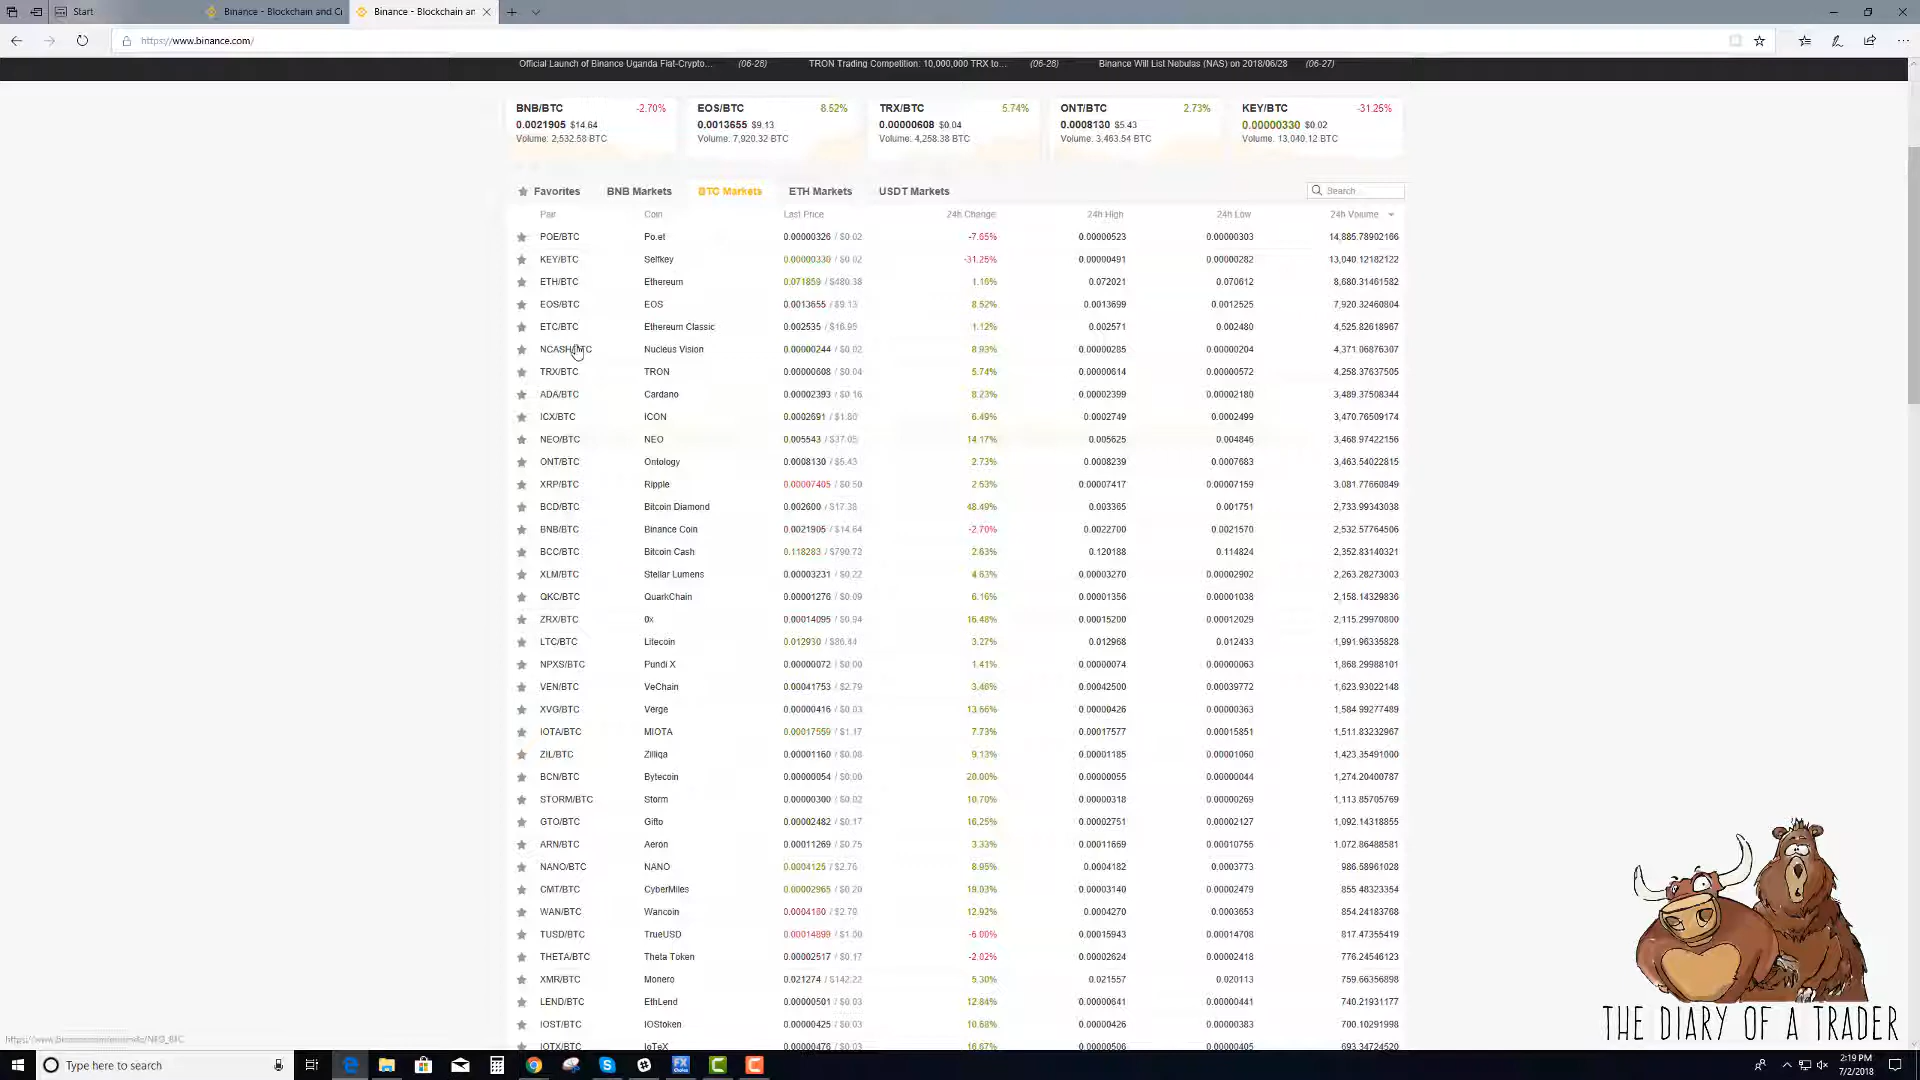 Start
Binance - Blockchain and Cr
Binance - Blockchain an
https://www.binance.com/
Official Launch of Binance Uganda Fiat-Crypto... (06-28)
TRON Trading Competition: 10,000,000 TRX to... (06-28)
Binance Will List Nebulas (NAS) on 2018/06/28 (06-27)
BNB/BTC -2.70%
0.0021905 $14.64
Volume: 2,532.58 BTC
EOS/BTC 8.52%
0.0013655 $9.13
Volume: 7,920.32 BTC
TRX/BTC 5.74%
0.00000608 $0.04
Volume: 4,258.38 BTC
ONT/BTC 2.73%
0.0008130 $5.43
Volume: 3,463.54 BTC
KEY/BTC -31.25%
0.00000330 $0.02
Volume: 13,040.12 BTC
Favorites BNB Markets BTC Markets ETH Markets USDT Markets Search...
Pair Coin Last Price 24h Change 24h High 24h Low 24h Volume
POE/BTC Po.et 0.00000326 / $0.02 -7.65% 0.00000523 0.00000303 14,885.78902166
KEY/BTC Selfkey 0.00000330 / $0.02 -31.25% 0.00000491 0.00000282 13,040.12182122
ETH/BTC Ethereum 0.071859 / $480.38 1.16% 0.072021 0.070612 8,680.31461582
EOS/BTC EOS 0.0013655 / $9.13 8.52% 0.0013699 0.0012525 7,920.32460804
ETC/BTC Ethereum Classic 0.002535 / $16.95 1.12% 0.002571 0.002480 4,525.82618967
NCASH/BTC Nucleus Vision 0.00000244 / $0.02 8.93% 0.00000285 0.00000204 4,371.06876307
TRX/BTC TRON 0.00000608 / $0.04 5.74% 0.00000614 0.00000572 4,258.37637505
ADA/BTC Cardano 0.00002393 / $0.16 8.23% 0.00002399 0.00002180 3,489.37508344
ICX/BTC ICON 0.0002691 / $1.80 6.49% 0.0002749 0.0002499 3,470.76509174
NEO/BTC NEO 0.005543 / $37.05 14.17% 0.005625 0.004846 3,468.97422156
ONT/BTC Ontology 0.0008130 / $5.43 2.73% 0.0008239 0.0007683 3,463.54022815
XRP/BTC Ripple 0.00007405 / $0.50 2.53% 0.00007417 0.00007159 3,081.77660849
BCD/BTC Bitcoin Diamond 0.002600 / $17.38 48.49% 0.003365 0.001751 2,733.99343038
BNB/BTC Binance Coin 0.0021905 / $14.64 -2.70% 0.0022700 0.0021570 2,532.57764506
BCC/BTC Bitcoin Cash 0.118283 / $790.72 2.63% 0.120188 0.114824 2,352.83140321
XLM/BTC Stellar Lumens 0.00003231 / $0.22 4.63% 0.00003270 0.00002902 2,263.28273003
QKC/BTC QuarkChain 0.00001276 / $0.09 6.16% 0.00001356 0.00001038 2,158.14329836
ZRX/BTC 0x 0.00014095 / $0.94 16.48% 0.00015200 0.00012029 2,115.29970800
LTC/BTC Litecoin 0.012930 / $86.44 3.27% 0.012968 0.012433 1,991.96335828
NPXS/BTC Pundi X 0.00000072 / $0.00 1.41% 0.00000074 0.00000063 1,868.29988101
VEN/BTC VeChain 0.00041753 / $2.79 3.46% 0.00042500 0.00039772 1,623.93022148
XVG/BTC Verge 0.00000416 / $0.03 13.66% 0.00000426 0.00000363 1,584.99277489
IOTA/BTC MIOTA 0.00017559 / $1.17 7.73% 0.00017577 0.00015851 1,511.83232967
ZIL/BTC Zilliqa 0.00001160 / $0.08 9.13% 0.00001185 0.00001060 1,423.35491000
BCN/BTC Bytecoin 0.00000054 / $0.00 20.00% 0.00000055 0.00000044 1,274.20400787
STORM/BTC Storm 0.00000300 / $0.02 10.70% 0.00000318 0.00000269 1,113.85705769
GTO/BTC Gifto 0.00002482 / $0.17 16.25% 0.00002751 0.00002127 1,092.14318855
ARN/BTC Aeron 0.00011269 / $0.75 3.33% 0.00011669 0.00010755 1,072.86488581
NANO/BTC NANO 0.0004125 / $2.76 8.95% 0.0004182 0.0003773 986.58961028
CMT/BTC CyberMiles 0.00002965 / $0.20 19.03% 0.00003140 0.00002479 855.48323354
WAN/BTC Wancoin 0.0004160 / $2.79 12.92% 0.0004270 0.0003653 854.24183768
TUSD/BTC TrueUSD 0.00014899 / $1.00 -6.00% 0.00015943 0.00014708 817.47355419
THETA/BTC Theta Token 0.00002517 / $0.17 -2.02% 0.00002624 0.00002418 776.24546123
XMR/BTC Monero 0.021274 / $142.22 5.30% 0.021557 0.020113 759.66356898
LEND/BTC EthLend 0.00000501 / $0.03 12.84% 0.00000641 0.00000441 740.21931177
IOST/BTC IOStoken 0.00000425 / $0.03 10.68% 0.00000426 0.00000383 700.10291998
IOTX/BTC IoTeX 0.00000476 / $0.03 16.67% 0.00000506 0.00000405 693.34724520
THE DIARY OF A TRADER
Type here to search
FX
2:19 PM
7/2/2018